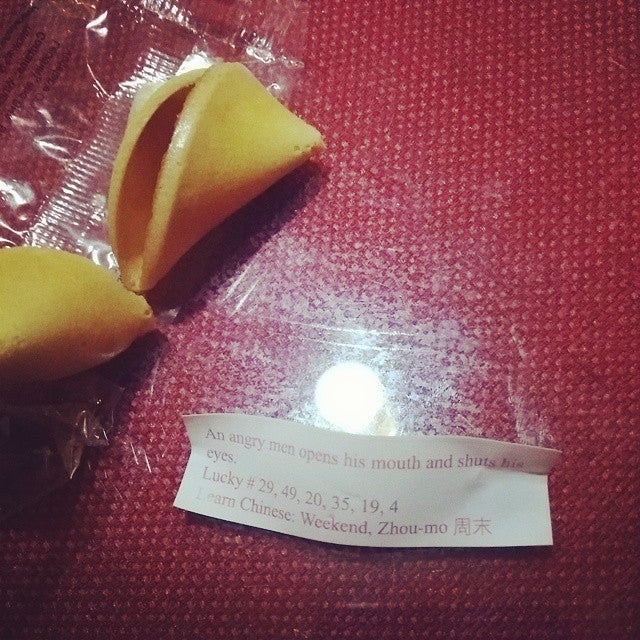 An angry men opens his mouth and shuts his
eyes.
Lucky # 29, 49, 20, 35, 19, 4
Learn Chinese: Weekend, Zhou-mo 周末